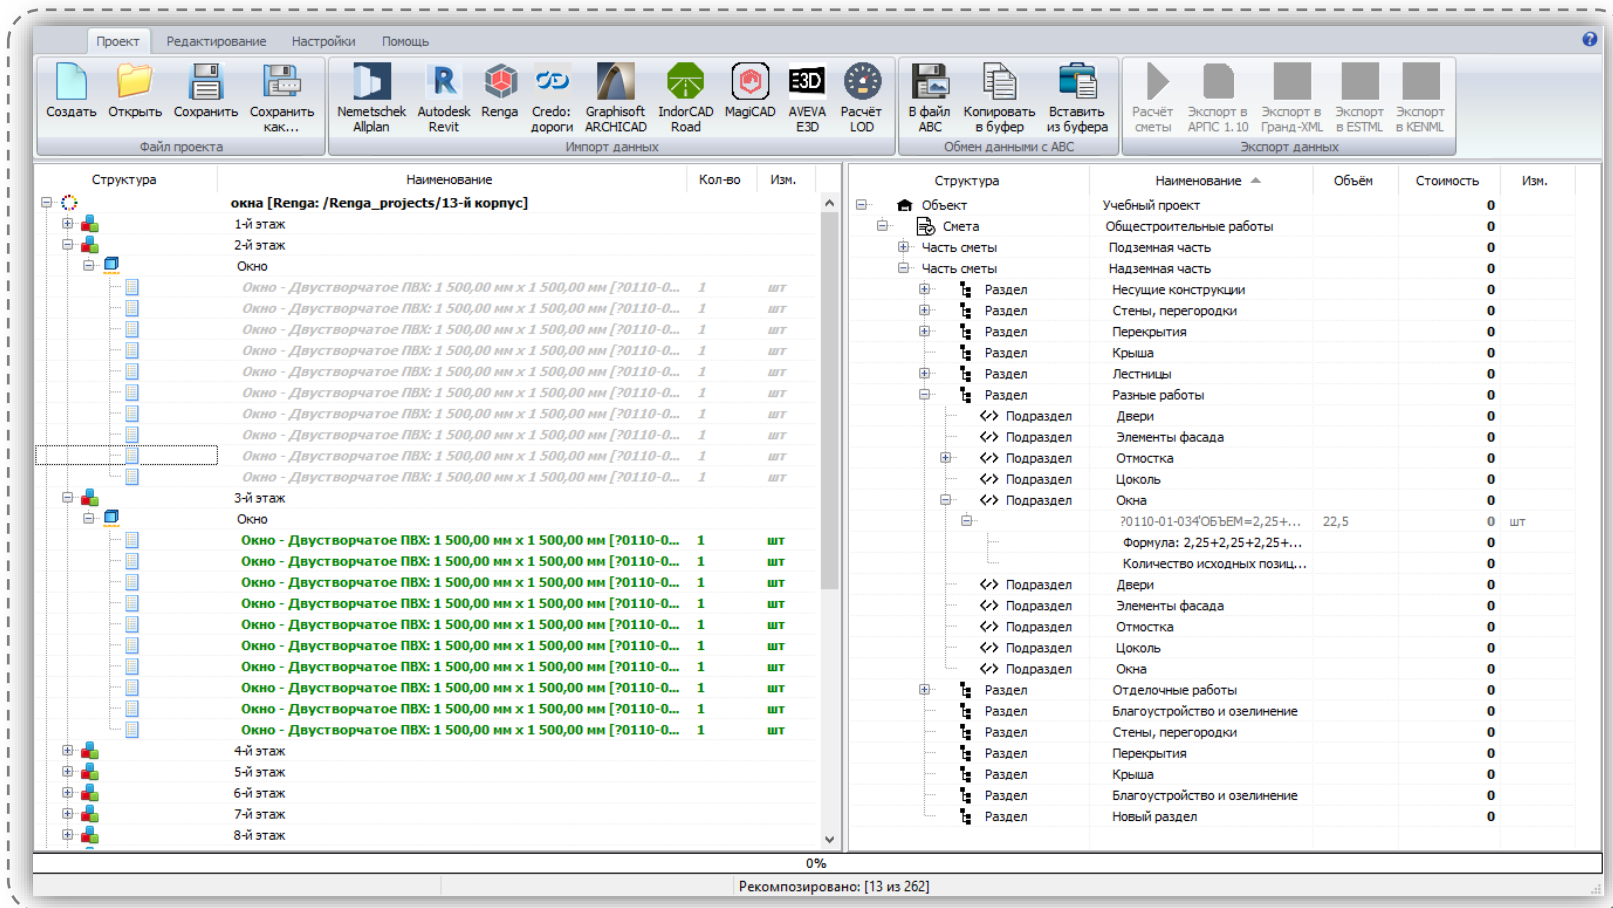 Проект Редактирование Настройки Помощь
Создать Открыть Сохранить Сохранить как...
Файл проекта
Nemetschek Allplan Autodesk Revit Renga Credo: дороги Graphisoft ARCHICAD IndorCAD Road MagiCAD AVEVA E3D Расчёт LOD
Импорт данных
В файл ABC Копировать в буфер Вставить из буфера
Обмен данными с ABC
Расчёт сметы Экспорт в АРПС 1.10 Экспорт в Гранд-XML Экспорт в ESTML Экспорт в KENML
Экспорт данных
Структура Наименование Кол-во Изм.
окна [Renga: /Renga_projects/13-й корпус]
1-й этаж
2-й этаж
Окно
Окно - Двустворчатое ПВХ: 1 500,00 мм x 1 500,00 мм [?0110-0... 1 шт
Окно - Двустворчатое ПВХ: 1 500,00 мм x 1 500,00 мм [?0110-0... 1 шт
Окно - Двустворчатое ПВХ: 1 500,00 мм x 1 500,00 мм [?0110-0... 1 шт
Окно - Двустворчатое ПВХ: 1 500,00 мм x 1 500,00 мм [?0110-0... 1 шт
Окно - Двустворчатое ПВХ: 1 500,00 мм x 1 500,00 мм [?0110-0... 1 шт
Окно - Двустворчатое ПВХ: 1 500,00 мм x 1 500,00 мм [?0110-0... 1 шт
Окно - Двустворчатое ПВХ: 1 500,00 мм x 1 500,00 мм [?0110-0... 1 шт
Окно - Двустворчатое ПВХ: 1 500,00 мм x 1 500,00 мм [?0110-0... 1 шт
Окно - Двустворчатое ПВХ: 1 500,00 мм x 1 500,00 мм [?0110-0... 1 шт
Окно - Двустворчатое ПВХ: 1 500,00 мм x 1 500,00 мм [?0110-0... 1 шт
3-й этаж
Окно
Окно - Двустворчатое ПВХ: 1 500,00 мм x 1 500,00 мм [?0110-0... 1 шт
Окно - Двустворчатое ПВХ: 1 500,00 мм x 1 500,00 мм [?0110-0... 1 шт
Окно - Двустворчатое ПВХ: 1 500,00 мм x 1 500,00 мм [?0110-0... 1 шт
Окно - Двустворчатое ПВХ: 1 500,00 мм x 1 500,00 мм [?0110-0... 1 шт
Окно - Двустворчатое ПВХ: 1 500,00 мм x 1 500,00 мм [?0110-0... 1 шт
Окно - Двустворчатое ПВХ: 1 500,00 мм x 1 500,00 мм [?0110-0... 1 шт
Окно - Двустворчатое ПВХ: 1 500,00 мм x 1 500,00 мм [?0110-0... 1 шт
Окно - Двустворчатое ПВХ: 1 500,00 мм x 1 500,00 мм [?0110-0... 1 шт
Окно - Двустворчатое ПВХ: 1 500,00 мм x 1 500,00 мм [?0110-0... 1 шт
Окно - Двустворчатое ПВХ: 1 500,00 мм x 1 500,00 мм [?0110-0... 1 шт
4-й этаж
5-й этаж
6-й этаж
7-й этаж
8-й этаж
Структура Наименование Объём Стоимость Изм.
Объект Учебный проект 0
Смета Общестроительные работы 0
Часть сметы Подземная часть 0
Часть сметы Надземная часть 0
Раздел Несущие конструкции 0
Раздел Стены, перегородки 0
Раздел Перекрытия 0
Раздел Крыша 0
Раздел Лестницы 0
Раздел Разные работы 0
Подраздел Двери 0
Подраздел Элементы фасада 0
Подраздел Отмостка 0
Подраздел Цоколь 0
Подраздел Окна 0
?0110-01-034'ОБЪЕМ=2,25+... 22,5 0 шт
Формула: 2,25+2,25+2,25+... 0
Количество исходных позиц... 0
Подраздел Двери 0
Подраздел Элементы фасада 0
Подраздел Отмостка 0
Подраздел Цоколь 0
Подраздел Окна 0
Раздел Отделочные работы 0
Раздел Благоустройство и озелинение 0
Раздел Стены, перегородки 0
Раздел Перекрытия 0
Раздел Крыша 0
Раздел Благоустройство и озелинение 0
Раздел Новый раздел 0
0%
Рекомпозировано: [13 из 262]